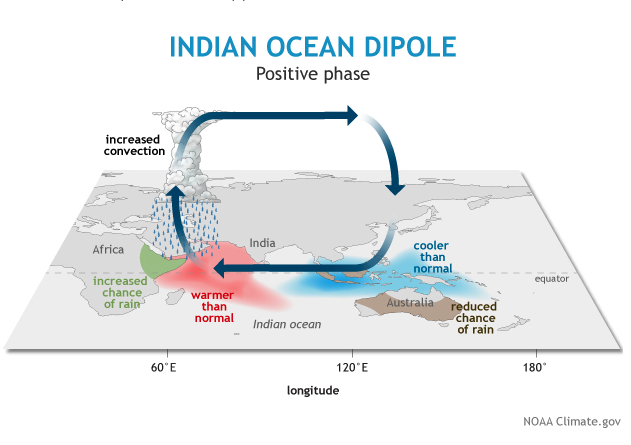 INDIAN OCEAN DIPOLE
Positive phase
increased
convection
Africa
India
cooler
than
normal
increased
chance
of rain
warmer
than
normal
Indian ocean
Australia
reduced
chance
of rain
equator
60°E
120°E
180°
longitude
NOAA Climate.gov